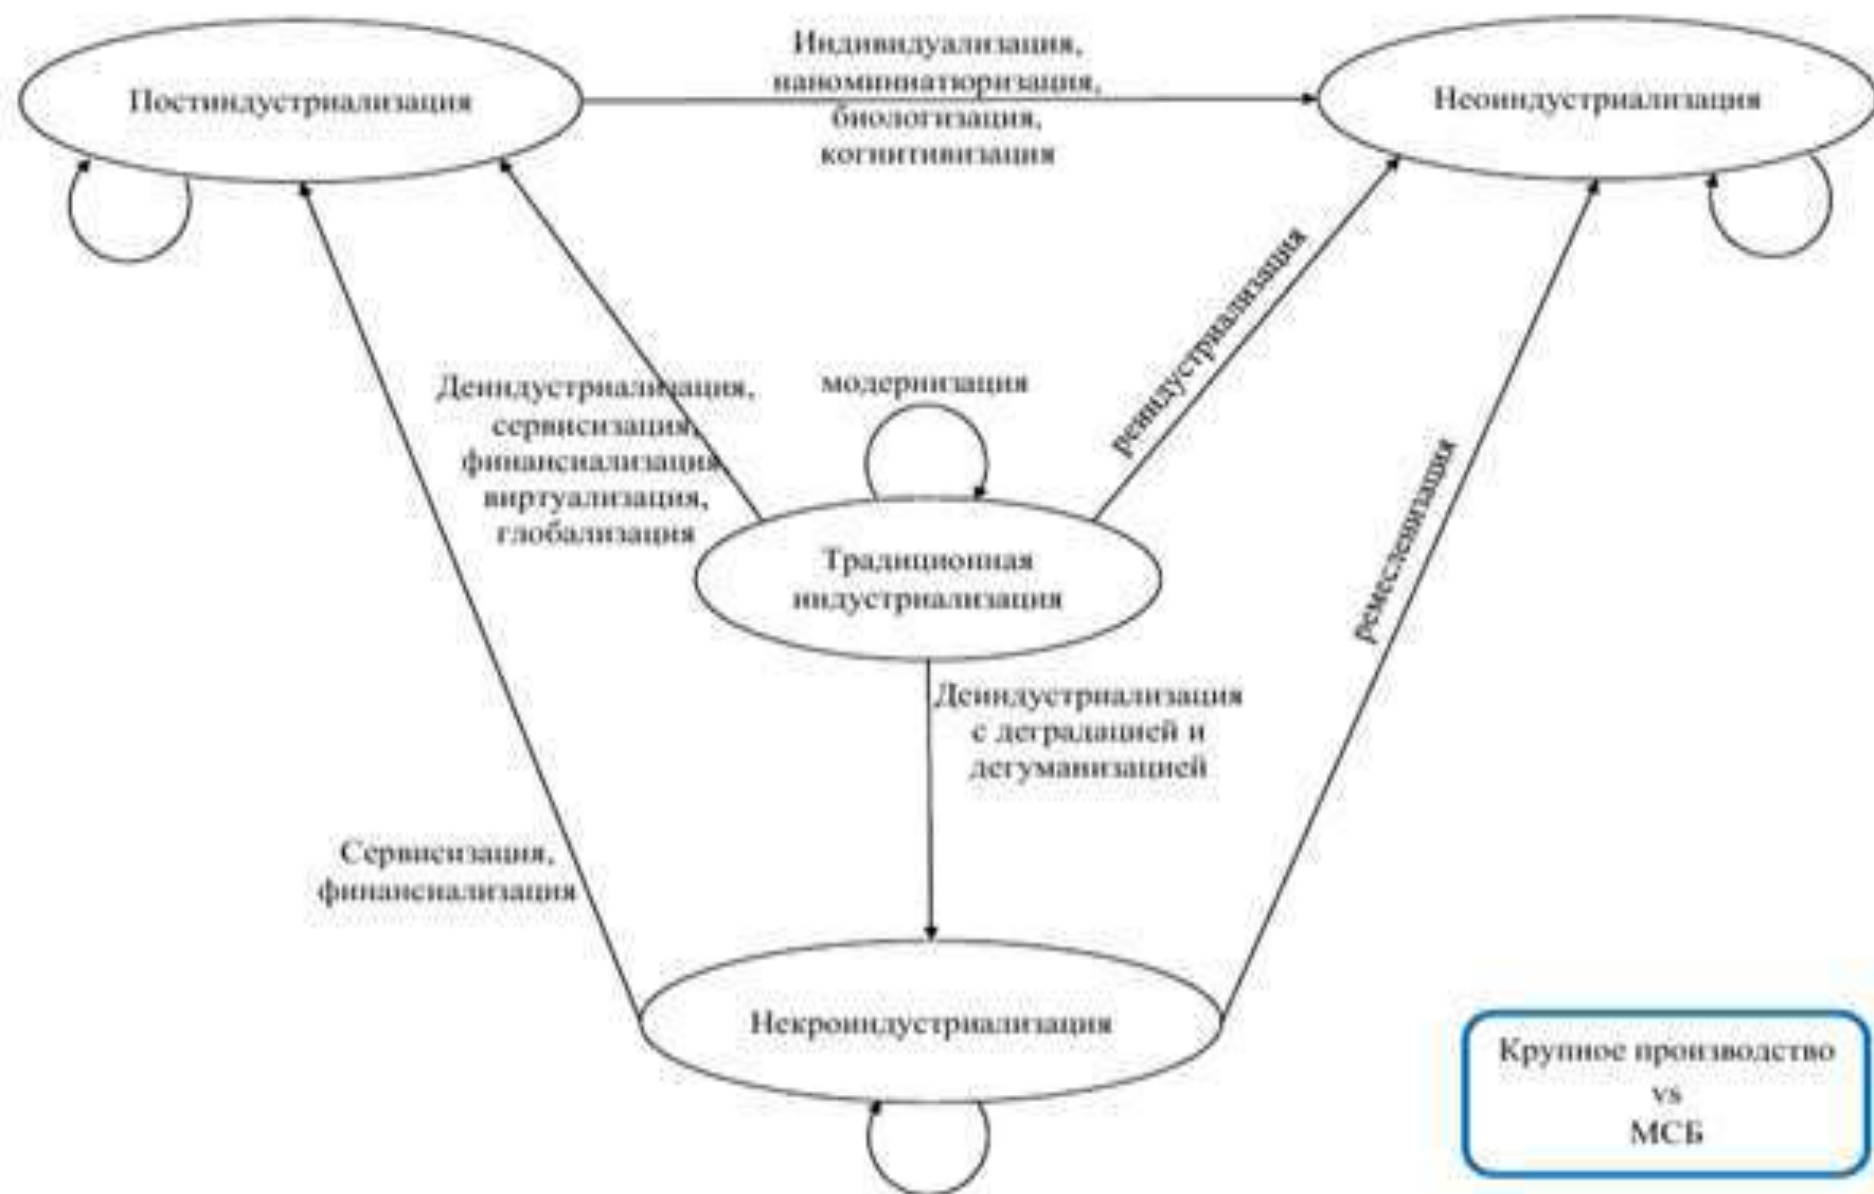 Индивидуализация,
наноминиатюризация,
биологизация,
когнитивизация
Постиндустриализация
Неоиндустриализация
Деиндустриализация,
сервисизация,
финансиализация,
виртуализация,
глобализация
модернизация
реиндустриализация
ремесленизация
Традиционная
индустриализация
Деиндустриализация
с деградацией и
дегуманизацией
Сервисизация,
финансиализация
Некроиндустриализация
Крупное производство
vs
МСБ